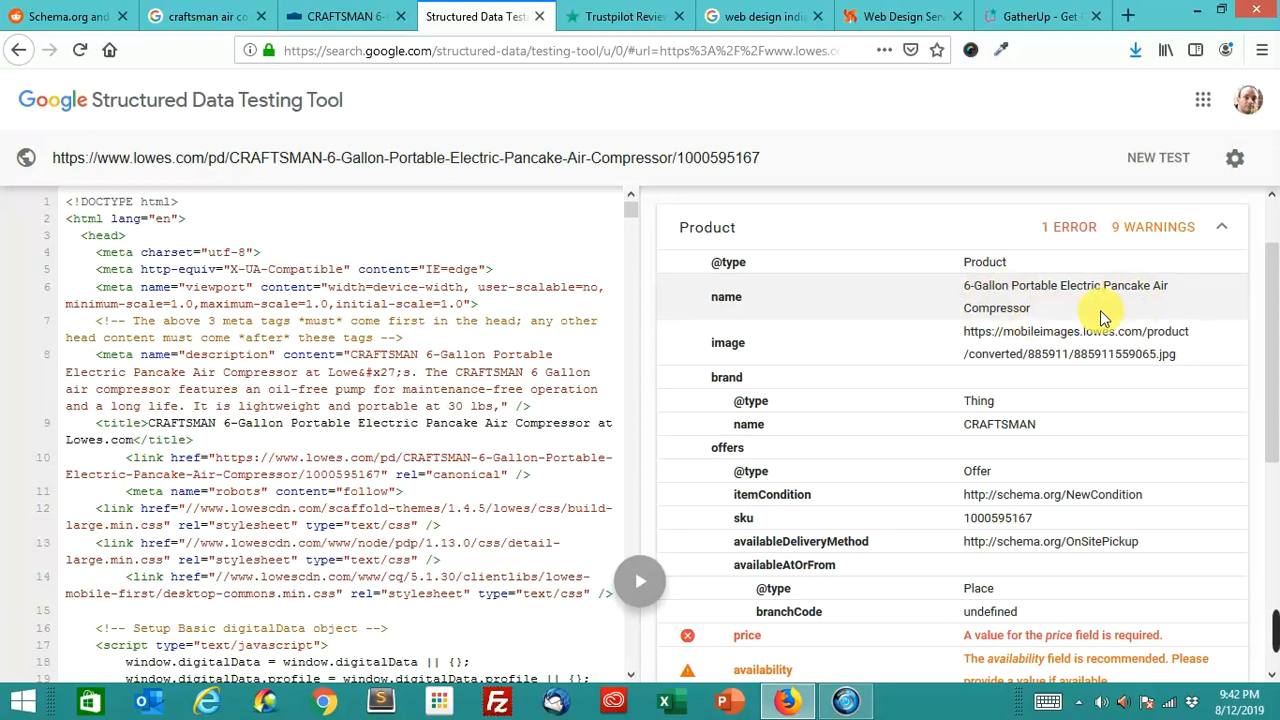 Schema.org and
craftsman air co
CRAFTSMAN 6-
Structured Data Test
Trustpilot Review
web design indi
Web Design Serv
GatherUp - Get
https://search.google.com/structured-data/testing-tool/u/0/#url=https%3A%2F%2Fwww.lowes.c
Google Structured Data Testing Tool
https://www.lowes.com/pd/CRAFTSMAN-6-Gallon-Portable-Electric-Pancake-Air-Compressor/1000595167
NEW TEST
1 <!DOCTYPE html>
2 <html lang="en">
3 <head>
4 <meta charset="utf-8">
5 <meta http-equiv="X-UA-Compatible" content="IE=edge">
6 <meta name="viewport" content="width=device-width, user-scalable=no,
minimum-scale=1.0,maximum-scale=1.0,initial-scale=1.0">
7 <!-- The above 3 meta tags *must* come first in the head; any other
head content must come *after* these tags -->
8 <meta name="description" content="CRAFTSMAN 6-Gallon Portable
Electric Pancake Air Compressor at Lowe&#x27;s. The CRAFTSMAN 6 Gallon
air compressor features an oil-free pump for maintenance-free operation
and a long life. It is lightweight and portable at 30 lbs," />
9 <title>CRAFTSMAN 6-Gallon Portable Electric Pancake Air Compressor at
Lowes.com</title>
10 <link href="https://www.lowes.com/pd/CRAFTSMAN-6-Gallon-Portable-
Electric-Pancake-Air-Compressor/1000595167" rel="canonical" />
11 <meta name="robots" content="follow">
12 <link href="//www.lowescdn.com/scaffold-themes/1.4.5/lowes/css/build-
large.min.css" rel="stylesheet" type="text/css" />
13 <link href="//www.lowescdn.com/www/node/pdp/1.13.0/css/detail-
large.min.css" rel="stylesheet" type="text/css" />
14 <link href="//www.lowescdn.com/www/cq/5.1.30/clientlibs/lowes-
mobile-first/desktop-commons.min.css" rel="stylesheet" type="text/css" />
15
16 <!-- Setup Basic digitalData object -->
17 <script type="text/javascript">
18 window.digitalData = window.digitalData || {};
19 window.digitalData.profile = window.digitalData.profile || {};
Product 1 ERROR 9 WARNINGS
@type Product
name 6-Gallon Portable Electric Pancake Air
Compressor
image https://mobileimages.lowes.com/product
/converted/885911/885911559065.jpg
brand
@type Thing
name CRAFTSMAN
offers
@type Offer
itemCondition http://schema.org/NewCondition
sku 1000595167
availableDeliveryMethod http://schema.org/OnSitePickup
availableAtOrFrom
@type Place
branchCode undefined
price A value for the price field is required.
availability The availability field is recommended. Please
provide a value if available.
9:42 PM
8/12/2019